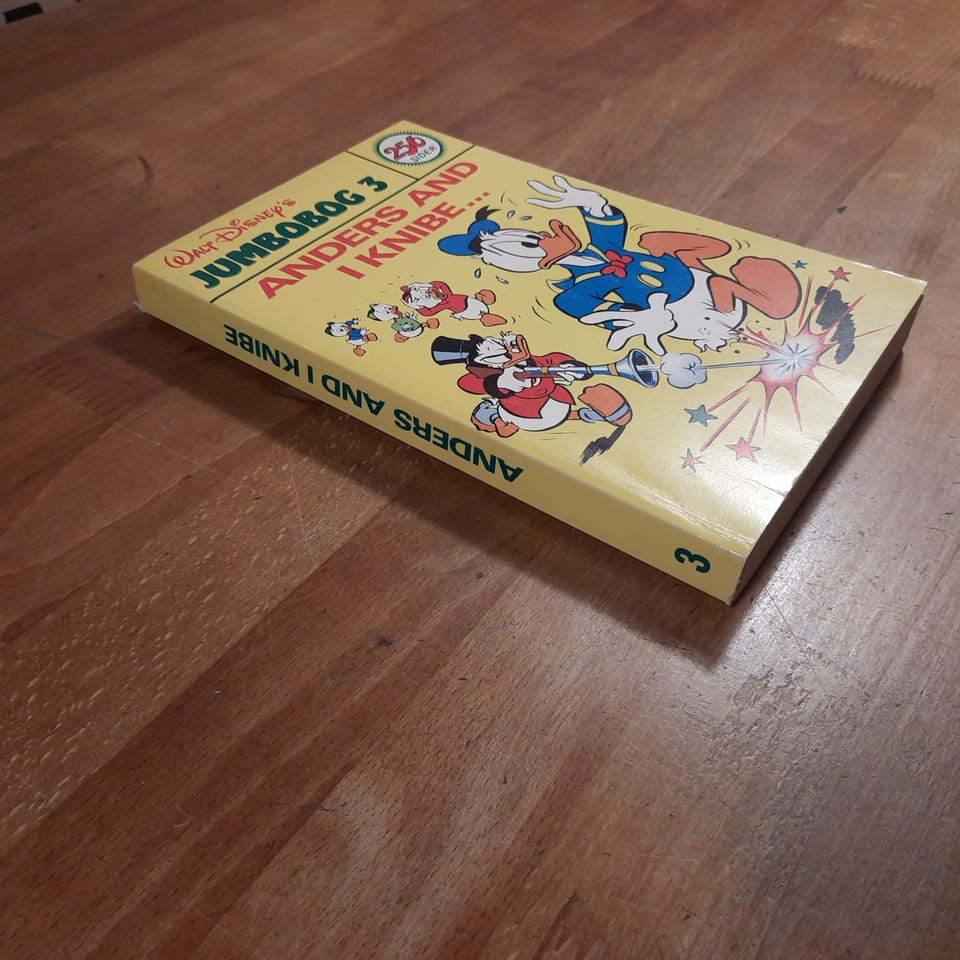 Walt Disney's
JUMBOBOG 3
256
SIDER
ANDERS AND
I KNIBE...
ANDERS AND I KNIBE
3